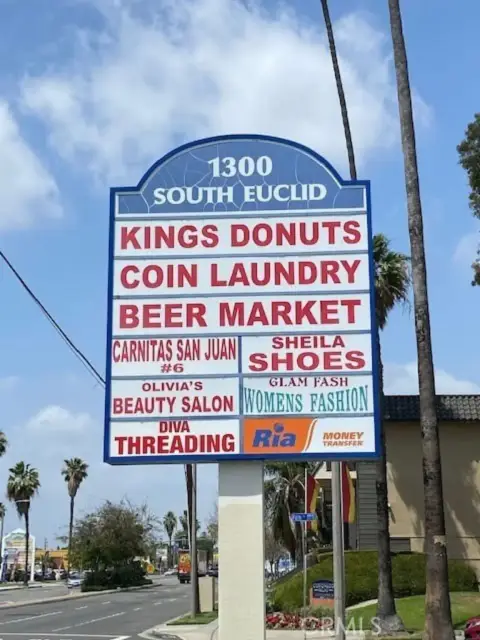 1300
SOUTH EUCLID
KINGS DONUTS
COIN LAUNDRY
BEER MARKET
CARNITAS SAN JUAN
#6
SHEILA
SHOES
OLIVIA'S
BEAUTY SALON
GLAM FASH
WOMENS FASHION
DIVA
THREADING
Ria
MONEY
TRANSFER
CRMLS